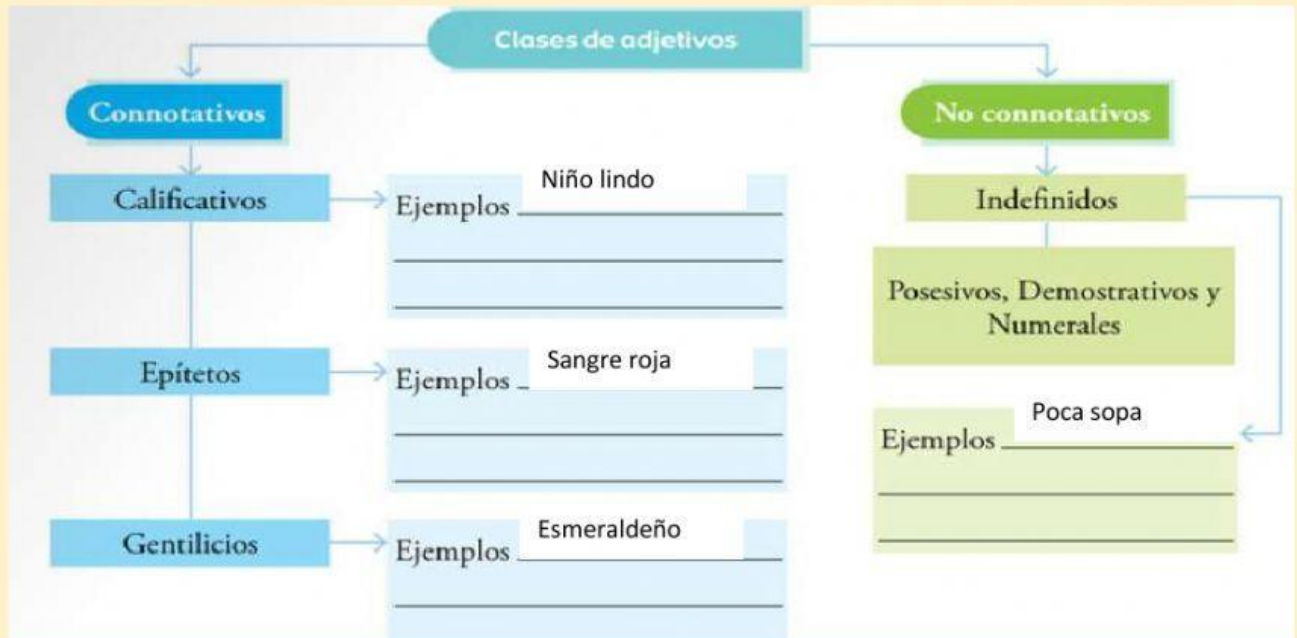 Clases de adjetivos
Connotativos
No connotativos
Calificativos
Ejemplos Niño lindo
Indefinidos
Posesivos, Demostrativos y
Numerales
Epítetos
Ejemplos Sangre roja
Ejemplos Poca sopa
Gentilicios
Ejemplos Esmeraldeño